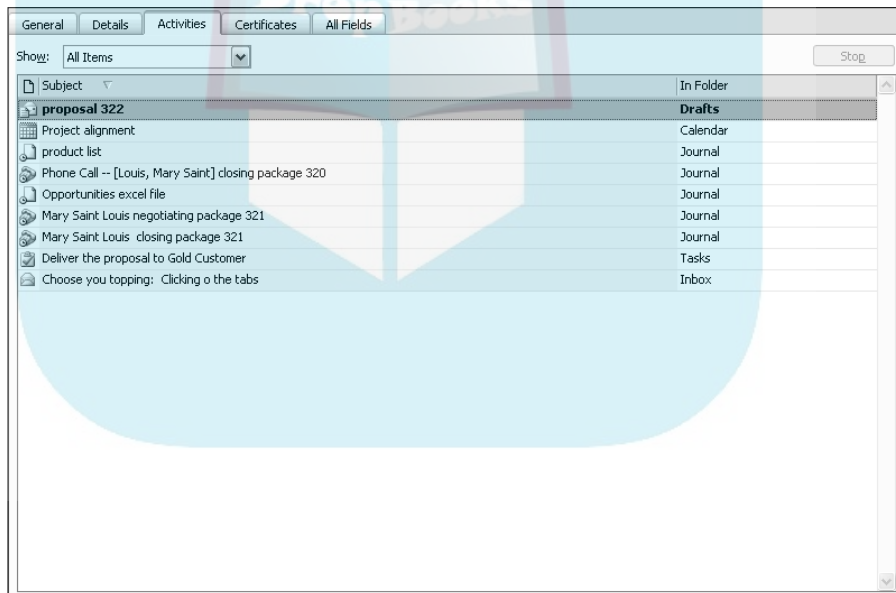 General Details Activities Certificates All Fields
Show: All Items Stop
Subject In Folder
proposal 322 Drafts
Project alignment Calendar
product list Journal
Phone Call -- [Louis, Mary Saint] closing package 320 Journal
Opportunities excel file Journal
Mary Saint Louis negotiating package 321 Journal
Mary Saint Louis closing package 321 Journal
Deliver the proposal to Gold Customer Tasks
Choose you topping: Clicking o the tabs Inbox